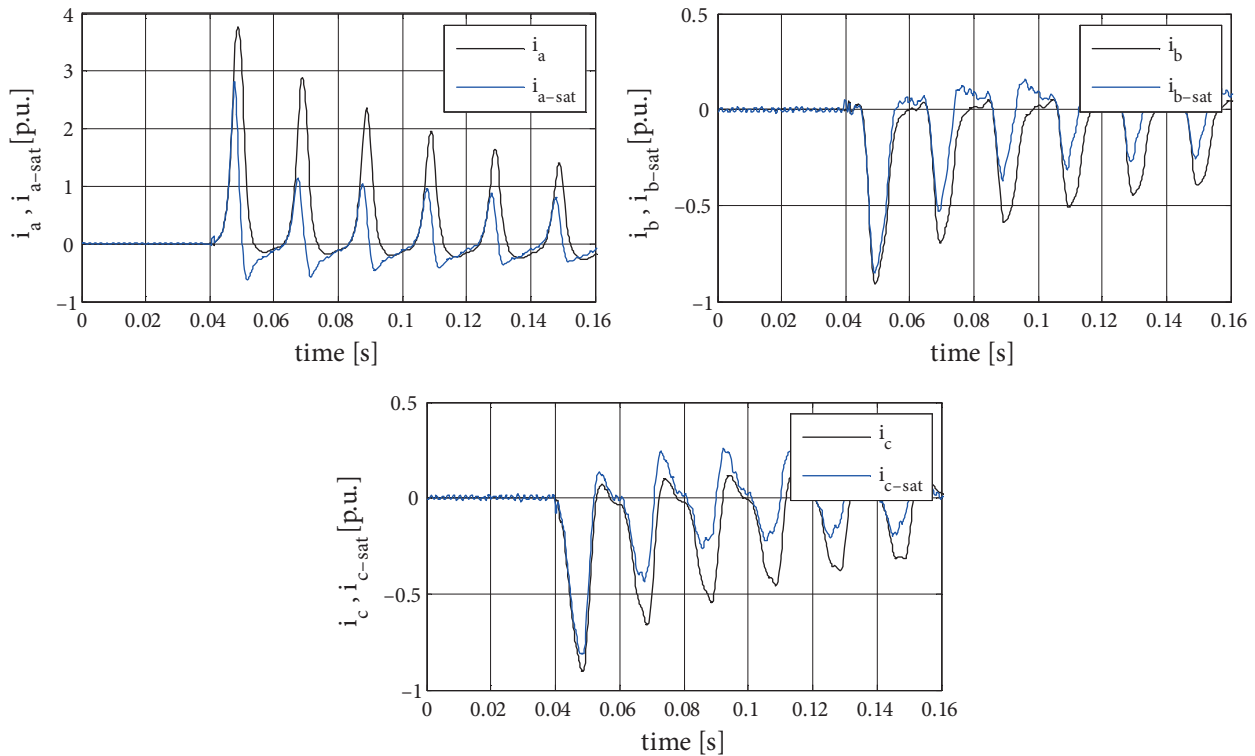 4
3
2
1
0
−1
i_a , i_a−sat [p.u.]
i_a
i_a−sat
0 0.02 0.04 0.06 0.08 0.1 0.12 0.14 0.16
time [s]
0.5
0
−0.5
−1
i_b , i_b−sat [p.u.]
i_b
i_b−sat
0 0.02 0.04 0.06 0.08 0.1 0.12 0.14 0.16
time [s]
0.5
0
−0.5
−1
i_c , i_c−sat [p.u.]
i_c
i_c−sat
0 0.02 0.04 0.06 0.08 0.1 0.12 0.14 0.16
time [s]